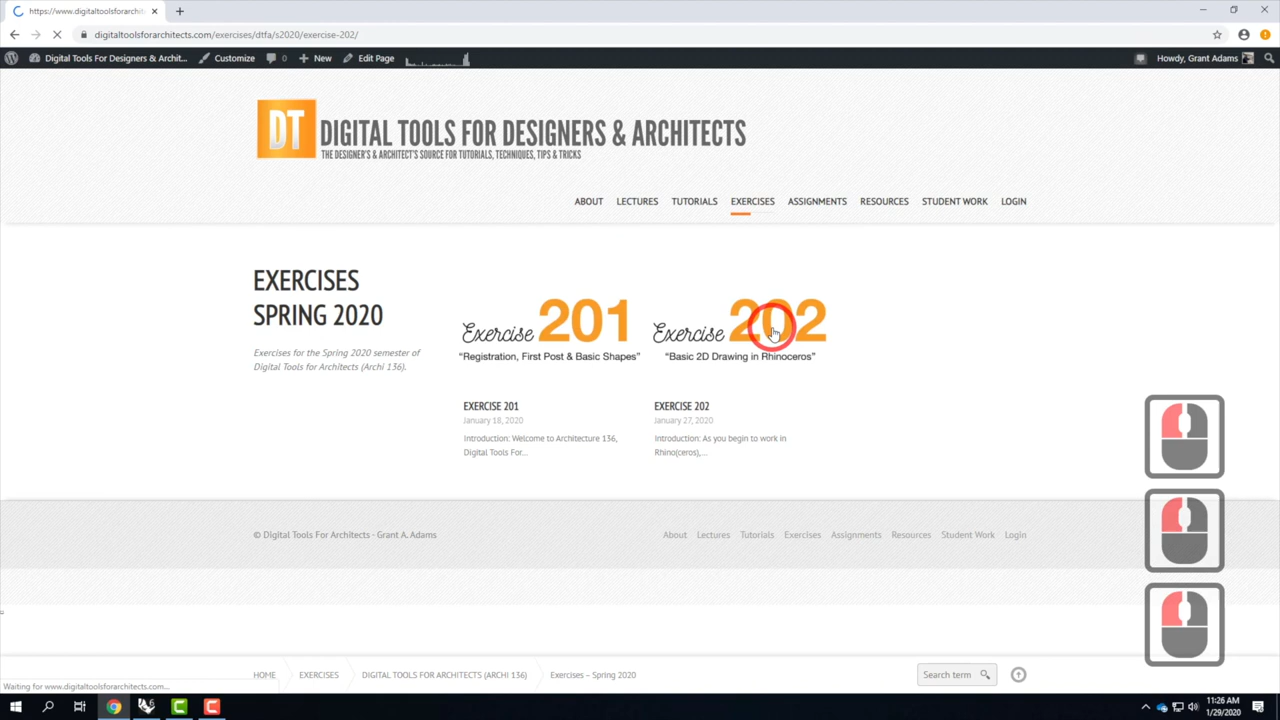 https://www.digitaltoolsforarchit
digitaltoolsforarchitects.com/exercises/dtfa/s2020/exercise-202/
Digital Tools For Designers & Archit... Customize 0 New Edit Page Howdy, Grant Adams
DT DIGITAL TOOLS FOR DESIGNERS & ARCHITECTS
THE DESIGNER'S & ARCHITECT'S SOURCE FOR TUTORIALS, TECHNIQUES, TIPS & TRICKS
ABOUT LECTURES TUTORIALS EXERCISES ASSIGNMENTS RESOURCES STUDENT WORK LOGIN
EXERCISES
SPRING 2020
Exercises for the Spring 2020 semester of
Digital Tools for Architects (Archi 136).
Exercise 201
“Registration, First Post & Basic Shapes”
EXERCISE 201
January 18, 2020
Introduction: Welcome to Architecture 136,
Digital Tools For...
Exercise 202
“Basic 2D Drawing in Rhinoceros”
EXERCISE 202
January 27, 2020
Introduction: As you begin to work in
Rhino(ceros),...
© Digital Tools For Architects - Grant A. Adams
About Lectures Tutorials Exercises Assignments Resources Student Work Login
HOME EXERCISES DIGITAL TOOLS FOR ARCHITECTS (ARCHI 136) Exercises – Spring 2020
Search term
Waiting for www.digitaltoolsforarchitects.com...
11:26 AM
1/29/2020